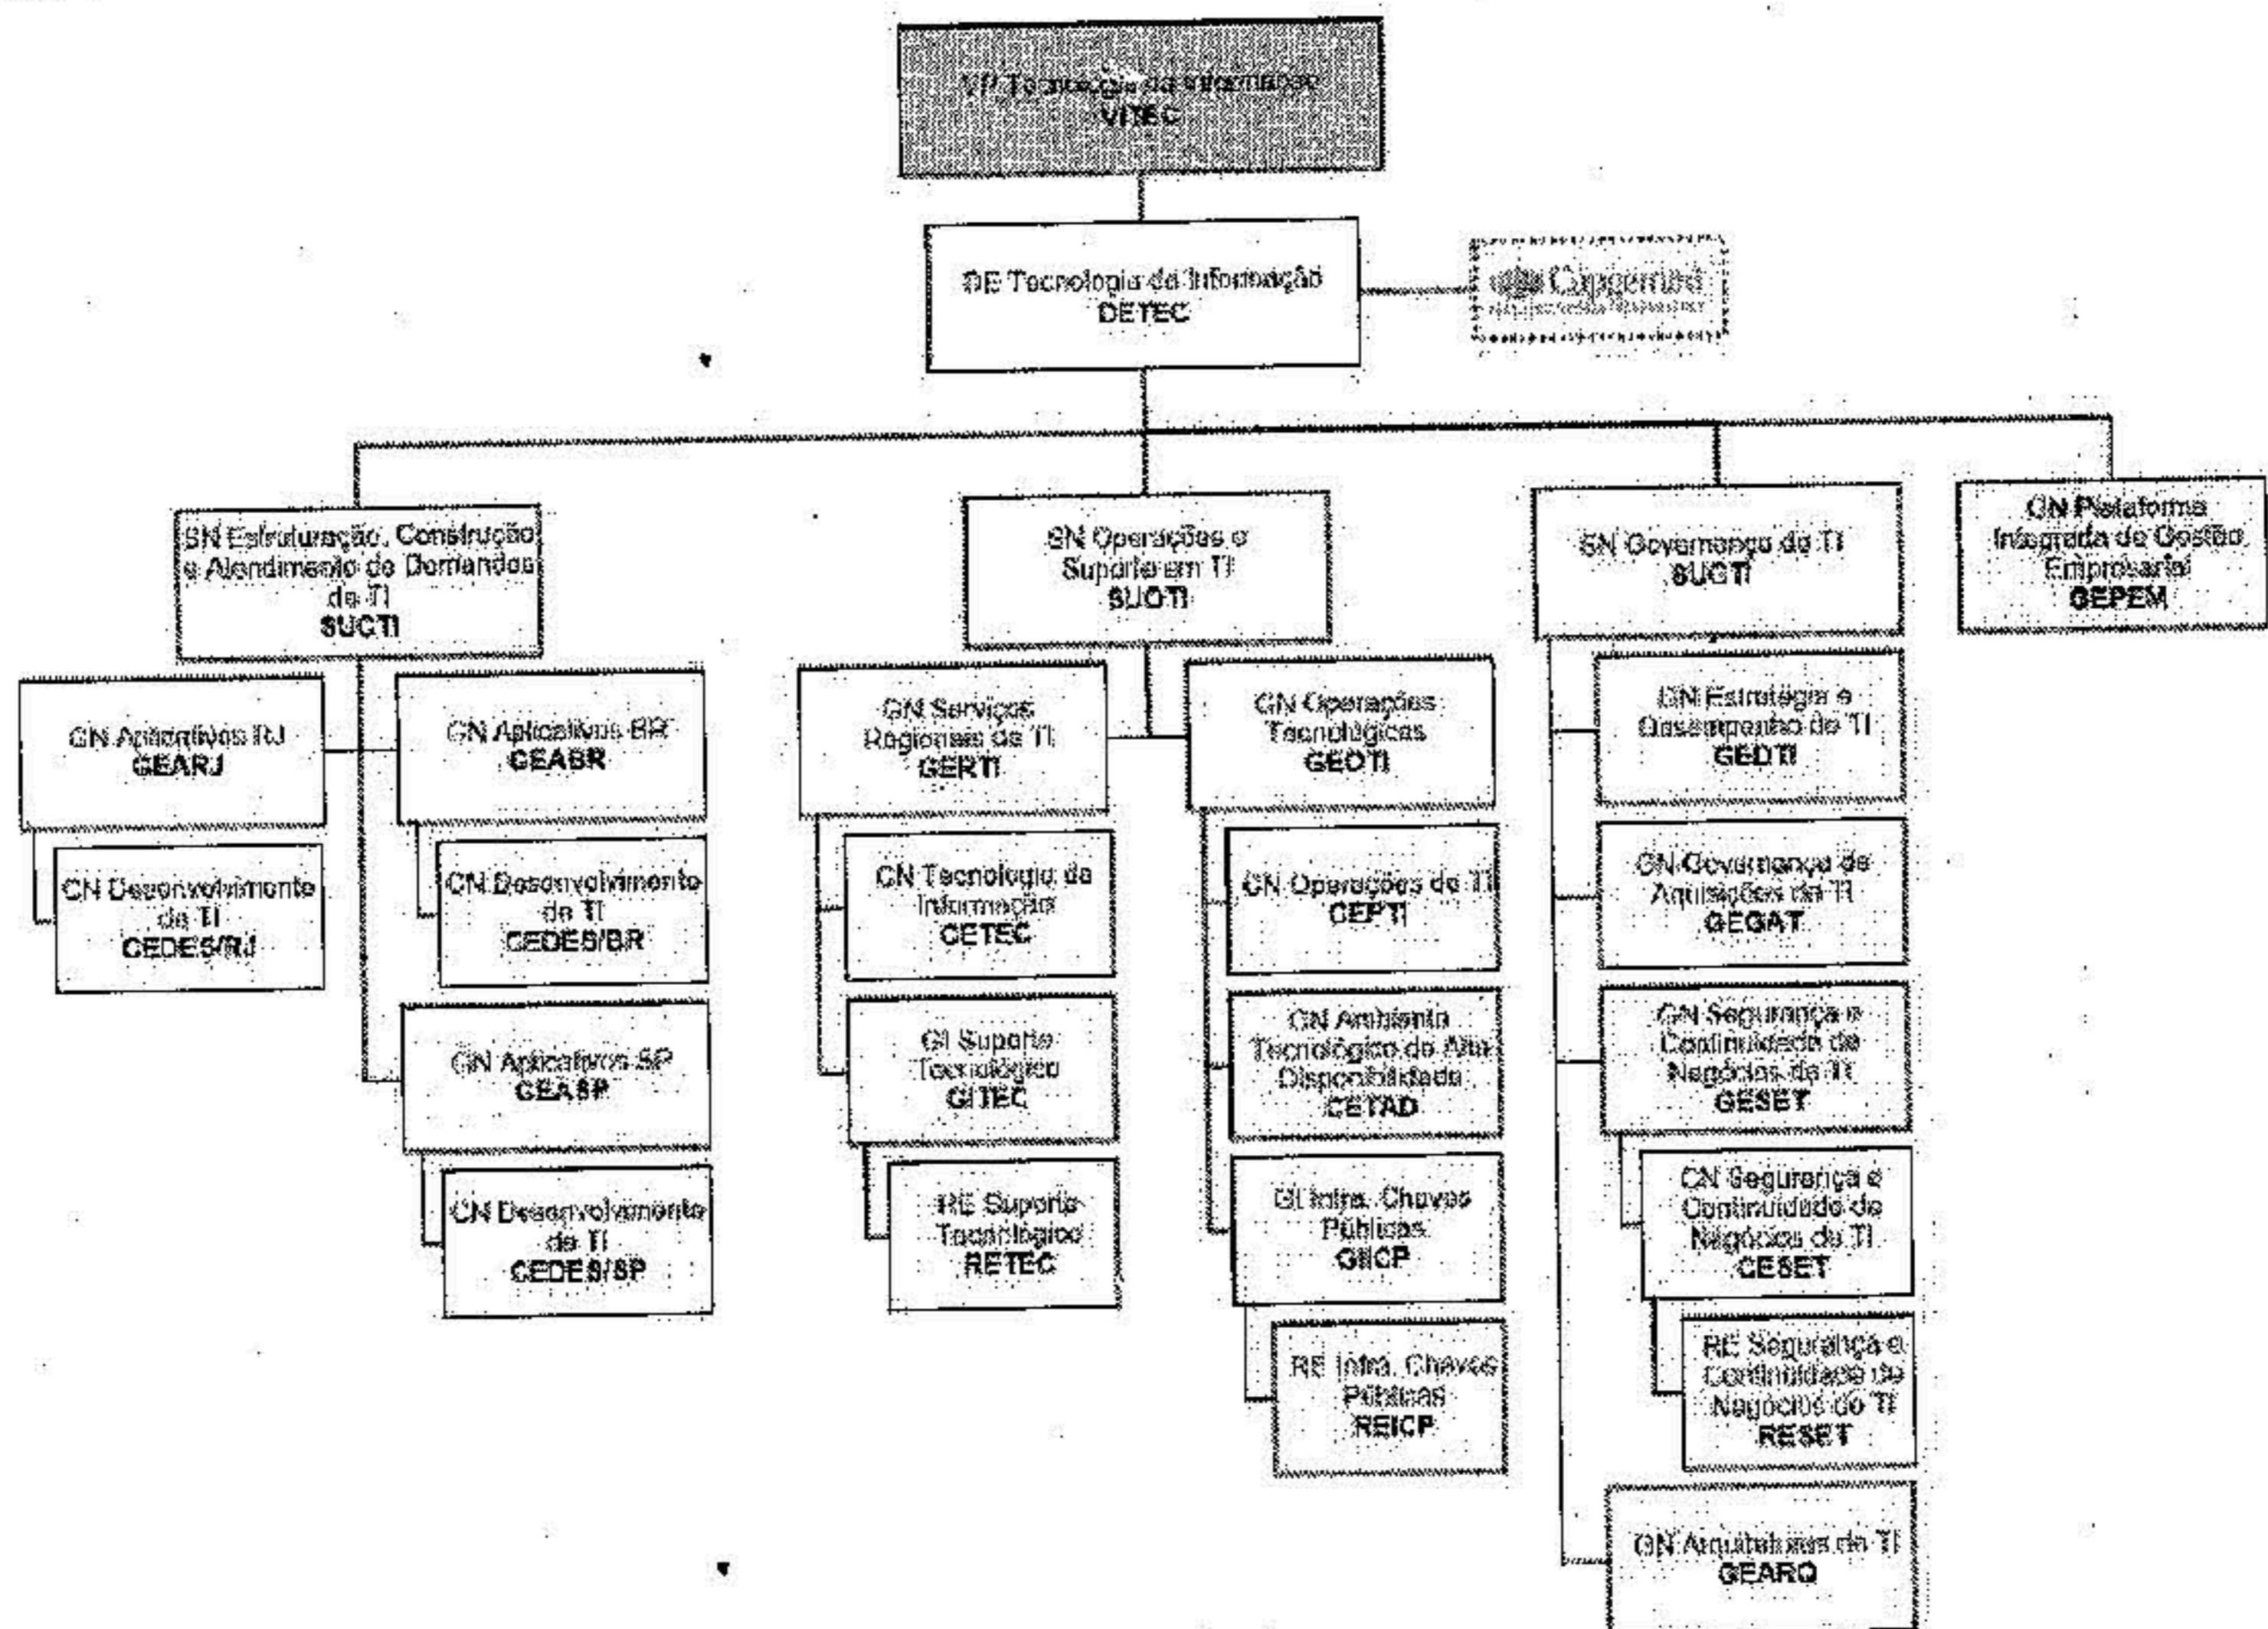 VP Tecnologia da Informação
VITEC
DE Tecnologia da Informação
DETEC
Capgemini
SN Estruturação, Construção
e Atendimento de Demandas
de TI
SUCTI
SN Operações e
Suporte em TI
SUOTI
SN Governança de TI
SUGTI
GN Plataforma
Integrada de Gestão
Empresarial
GEPEM
GN Aplicativos RJ
GEARJ
GN Aplicativos BR
GEABR
CN Desenvolvimento
de TI
CEDES/RJ
CN Desenvolvimento
de TI
CEDES/BR
GN Aplicativos SP
GEASP
CN Desenvolvimento
de TI
CEDES/SP
GN Serviços
Regionais de TI
GERTI
GN Operações
Tecnológicas
GEOTI
CN Tecnologia da
Informação
CETEC
GI Suporte
Tecnológico
GITEC
RE Suporte
Tecnológico
RETEC
CN Operações de TI
CEPTI
CN Ambiente
Tecnológico de Alta
Disponibilidade
CETAD
GI Infra. Chaves
Públicas
GIICP
RE Infra. Chaves
Públicas
REICP
GN Estratégia e
Desempenho de TI
GEDTI
GN Governança de
Aquisições de TI
GEGAT
GN Segurança e
Continuidade de
Negócios de TI
GESET
CN Segurança e
Continuidade de
Negócios de TI
CESET
RE Segurança e
Continuidade de
Negócios de TI
RESET
GN Arquitetura de TI
GEARQ